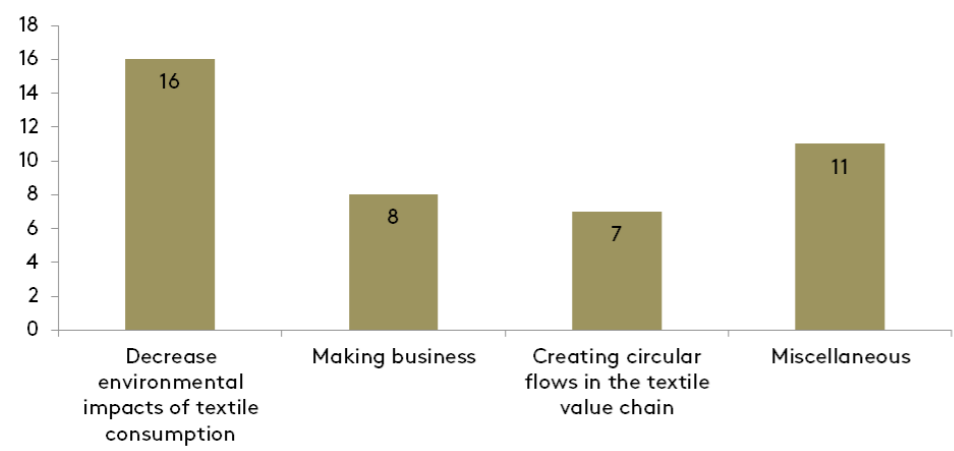 18
16
14
12
10
8
6
4
2
0
16
8
7
11
Decrease
environmental
impacts of textile
consumption
Making business
Creating circular
flows in the textile
value chain
Miscellaneous